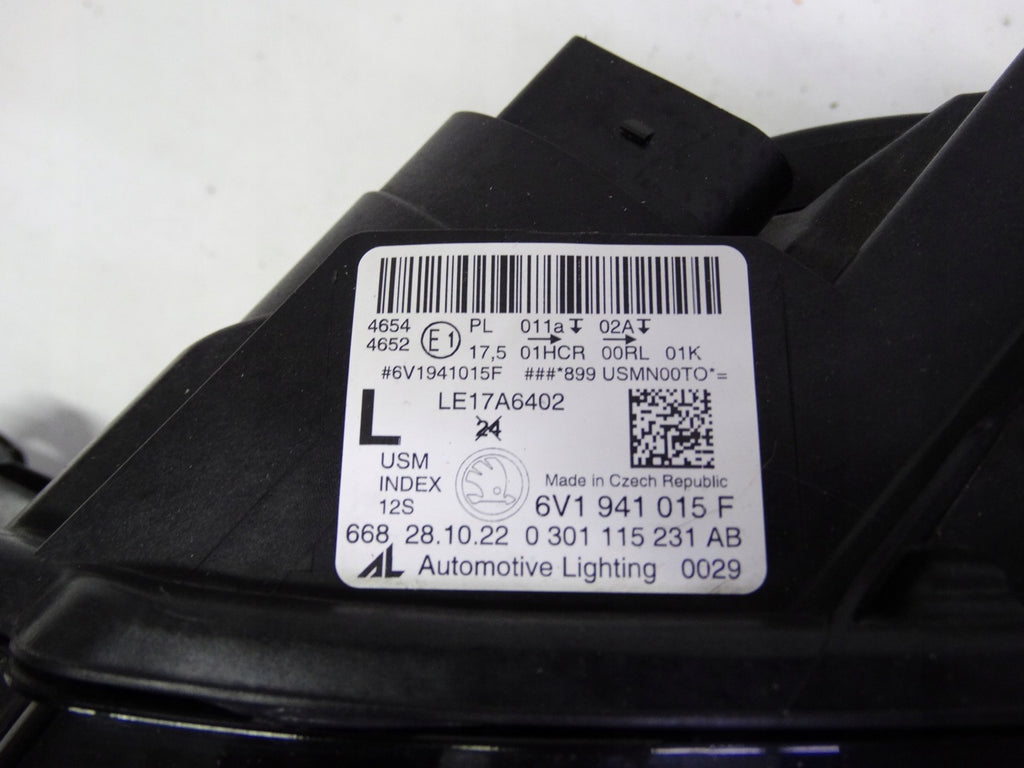 4654 E1 PL 011a 02A
4652 17,5 01HCR 00RL 01K
#6V1941015F ###*899 USMN00TO*=
L LE17A6402
24
USM
INDEX Made in Czech Republic
12S 6V1 941 015 F
668 28.10.22 0 301 115 231 AB
AL Automotive Lighting 0029